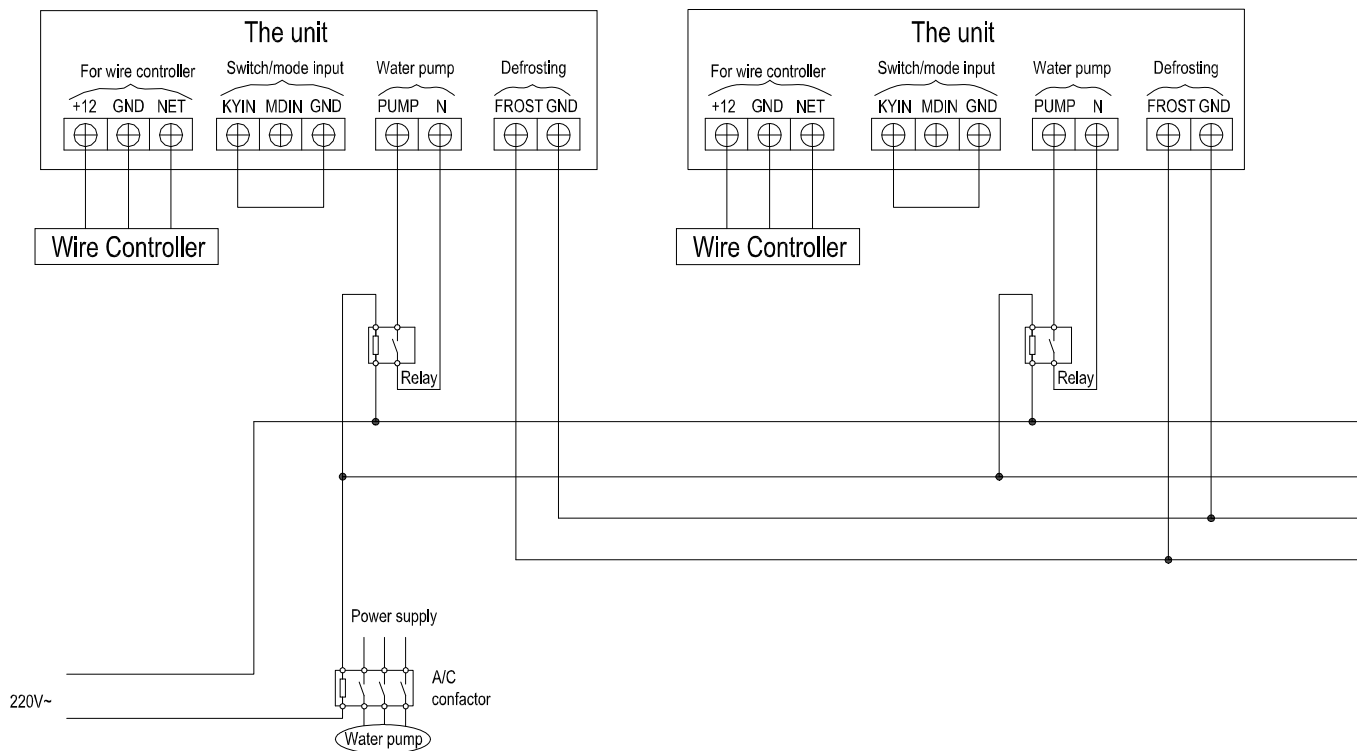 The unit
For wire controller Switch/mode input Water pump Defrosting
+12 GND NET KYIN MDIN GND PUMP N FROST GND
Wire Controller
Relay
The unit
For wire controller Switch/mode input Water pump Defrosting
+12 GND NET KYIN MDIN GND PUMP N FROST GND
Wire Controller
Relay
Power supply
A/C
confactor
220V~
Water pump